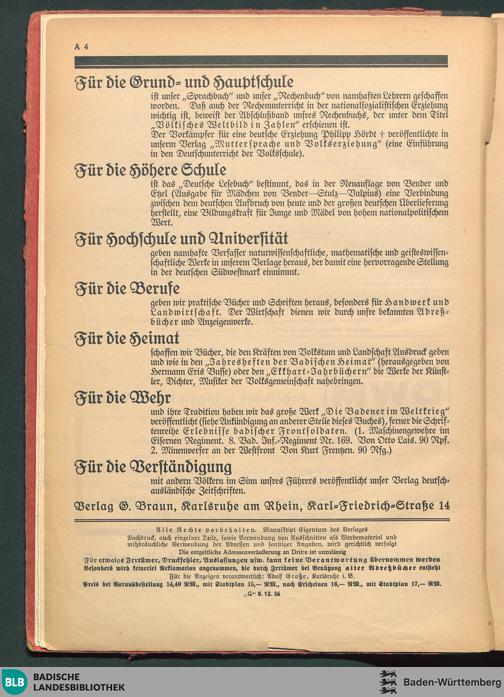 A 4
Für die Grund- und Hauptschule
ist unser „Sprachbuch“ und unser „Rechenbuch“ von namhaften Lehrern geschaffen
worden. Daß auch der Rechenunterricht in der nationalsozialistischen Erziehung
wichtig ist, beweist der Abschlußband unsres Rechenbuchs, der unter dem Titel
„Völkisches Weltbild in Zahlen“ erschienen ist.
Der Vorkämpfer für eine deutsche Erziehung Philipp Hördt † veröffentlichte in
unserm Verlag „Muttersprache und Volkserziehung“ (eine Einführung
in den Deutschunterricht der Volksschule).
Für die Höhere Schule
ist das „Deutsche Lesebuch“ bestimmt, das in der Neuauflage von Bender und
Ethel (Ausgabe für Mädchen von Bender—Stulz—Vulpius) eine Verbindung
zwischen dem deutschen Aufbruch von heute und der großen deutschen Überlieferung
herstellt, eine Bildungskraft für Junge und Mädel von hohem nationalpolitischem
Wert.
Für Hochschule und Universität
geben namhafte Verfasser naturwissenschaftliche, mathematische und geisteswissen-
schaftliche Werke in unserem Verlage heraus, der damit eine hervorragende Stellung
in der deutschen Südwestmark einnimmt.
Für die Berufe
geben wir praktische Bücher und Schriften heraus, besonders für Handwerk und
Landwirtschaft. Der Wirtschaft dienen wir durch unsre bekannten Adreß-
bücher und Anzeigenwerke.
Für die Heimat
schaffen wir Bücher, die den Kräften von Volkstum und Landschaft Ausdruck geben
und wie in den „Jahresheften der Badischen Heimat“ (herausgegeben von
Hermann Eris Busse) oder den „Ekkhart-Jahrbüchern“ die Werke der Künst-
ler, Dichter, Musiker der Volksgemeinschaft nahebringen.
Für die Wehr
und ihre Tradition haben wir das große Werk „Die Badener im Weltkrieg“
veröffentlicht (siehe Ankündigung an anderer Stelle dieses Buches), ferner die Schrif-
tenreihe Erlebnisse badischer Frontsoldaten. (1. Maschinengewehre im
Eisernen Regiment. 8. Bad. Inf.-Regiment Nr. 169. Von Otto Lais. 90 Rpf.
2. Minenwerfer an der Westfront Von Kurt Frentzen. 90 Rfg.)
Für die Verständigung
mit andern Völkern im Sinn unsres Führers veröffentlicht unser Verlag deutsch-
ausländische Zeitschriften.
Verlag G. Braun, Karlsruhe am Rhein, Karl-Friedrich-Straße 14
Alle Rechte vorbehalten. Manuskript Eigentum des Verlages
Nachdruck, auch einzelne Teile, sowie Verwendung von Ausschnitten als Werbematerial und
mißbräuchliche Verwendung der Adressen und sonstiger Angaben, wird gerichtlich verfolgt
Die entgeltliche Adressenveräußerung an Dritte ist unzulässig
Für etwaige Irrtümer, Druckfehler, Auslassungen usw. kann keine Verantwortung übernommen werden
Besonders wird keinerlei Reklamation angenommen, die durch Irrtümer bei Benützung alter Adreßbücher entsteht
Für die Anzeigen verantwortlich: Adolf Große, Karlsruhe i. B.
Preis bei Vorausbestellung 14,40 RM., mit Stadtplan 15,— RM., nach Erscheinen 16,— RM., mit Stadtplan 17,— RM.
„G“ 8. 12. 36
BLB BADISCHE
LANDESBIBLIOTHEK
Baden-Württemberg